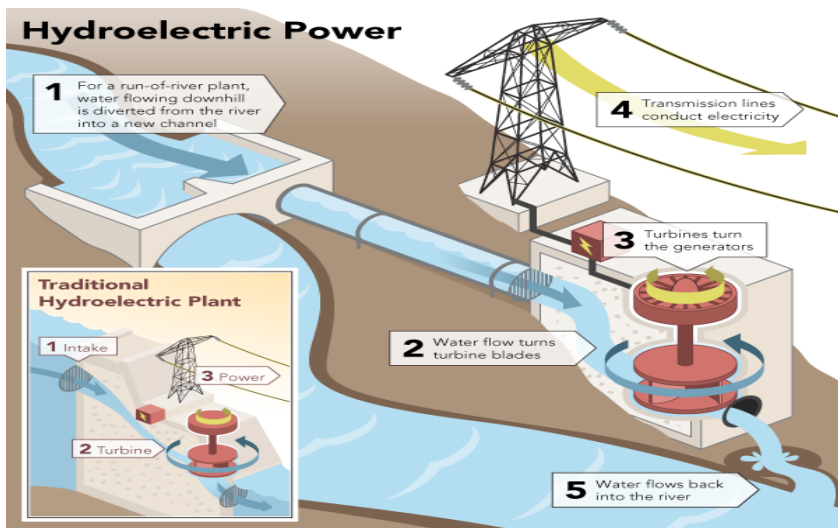 Hydroelectric Power
1 For a run-of-river plant,
water flowing downhill
is diverted from the river
into a new channel
4 Transmission lines
conduct electricity
3 Turbines turn
the generators
2 Water flow turns
turbine blades
5 Water flows back
into the river
Traditional
Hydroelectric Plant
1 Intake
3 Power
2 Turbine